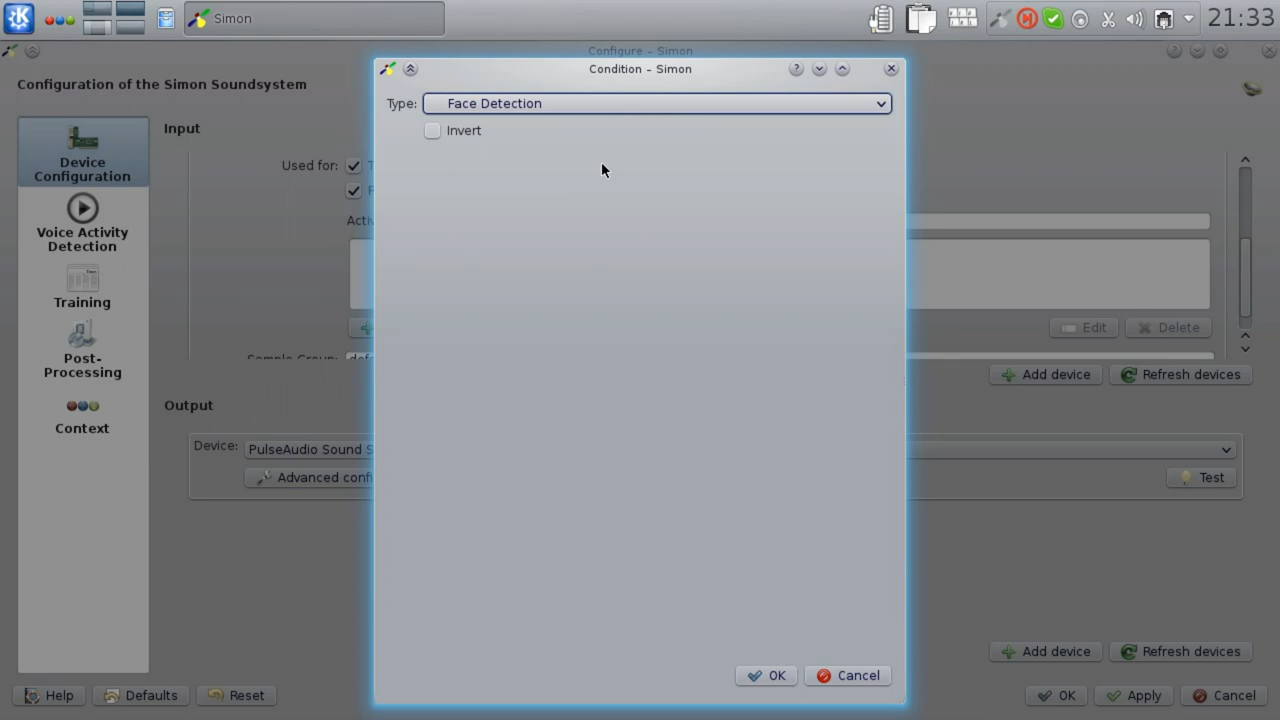 Simon
21:33
Configure – Simon
Condition – Simon
Configuration of the Simon Soundsystem
Type: Face Detection
Invert
Input
Device
Configuration
Used for:
Voice Activity
Detection
Edit
Delete
Training
Add device
Refresh devices
Post-
Processing
Output
Context
Device: PulseAudio Sound
Advanced
Test
Add device
Refresh devices
OK
Cancel
Help
Defaults
Reset
OK
Apply
Cancel